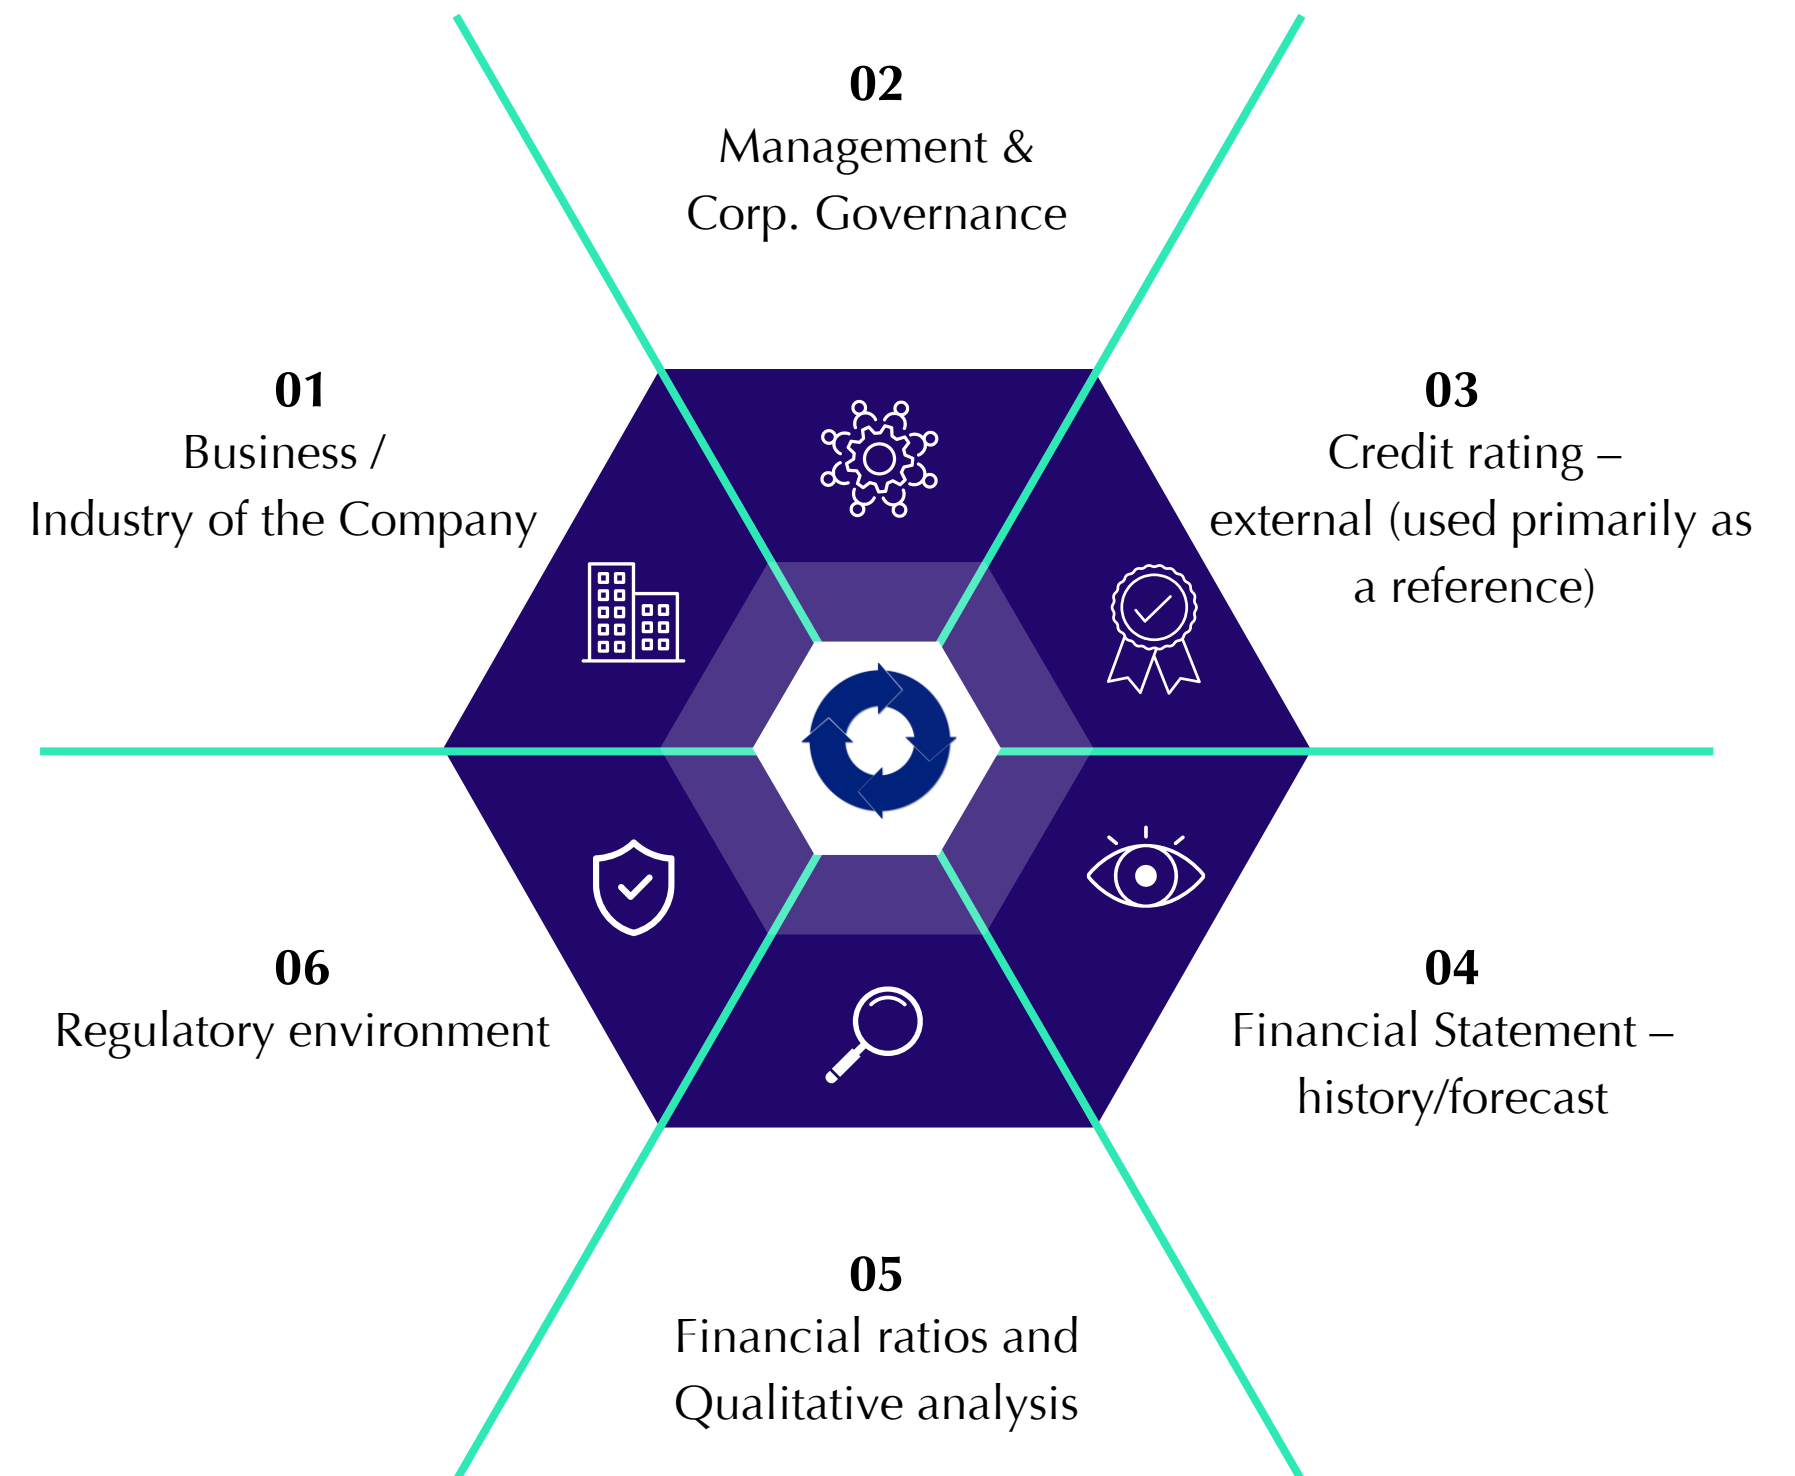 01
Business /
Industry of the Company
02
Management &
Corp. Governance
03
Credit rating –
external (used primarily as
a reference)
04
Financial Statement –
history/forecast
05
Financial ratios and
Qualitative analysis
06
Regulatory environment